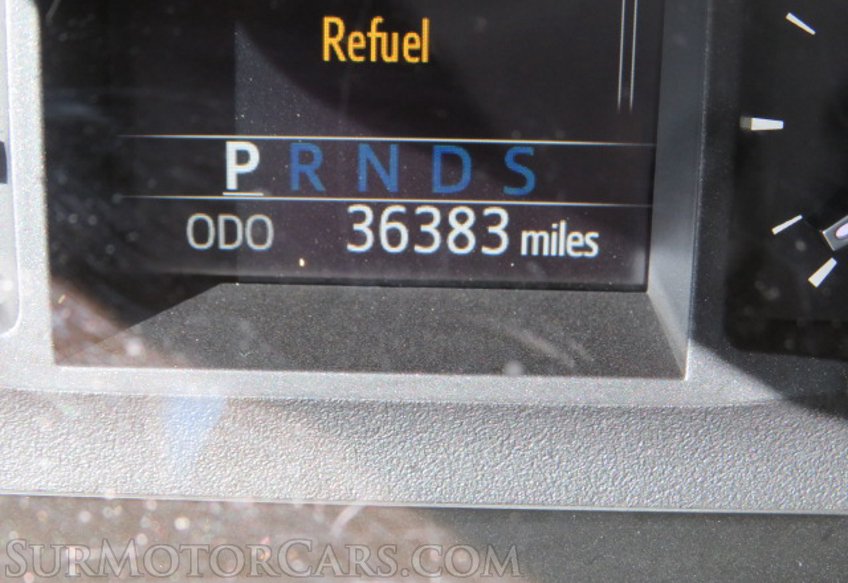 Refuel
P R N D S
ODO 36383 miles
SurMotorCars.com